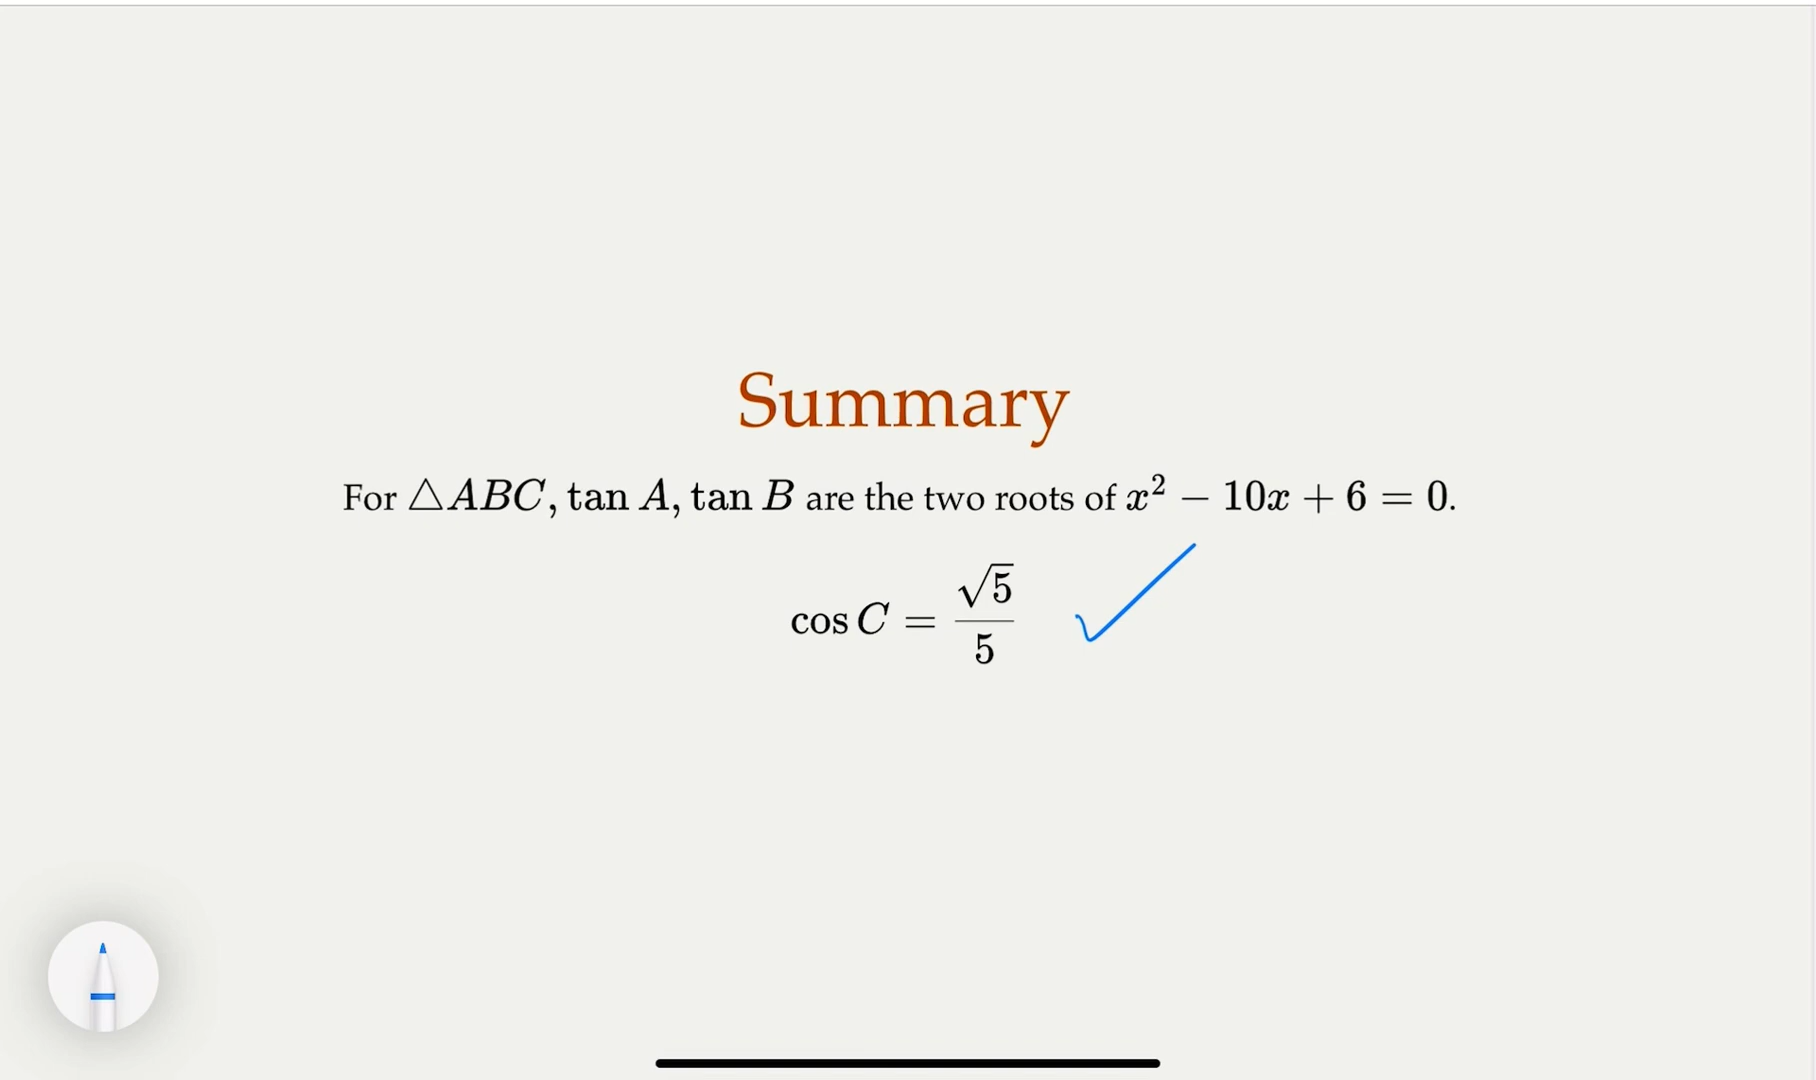 Summary
For △ABC, tan A, tan B are the two roots of x² − 10x + 6 = 0.
cos C = √5/5